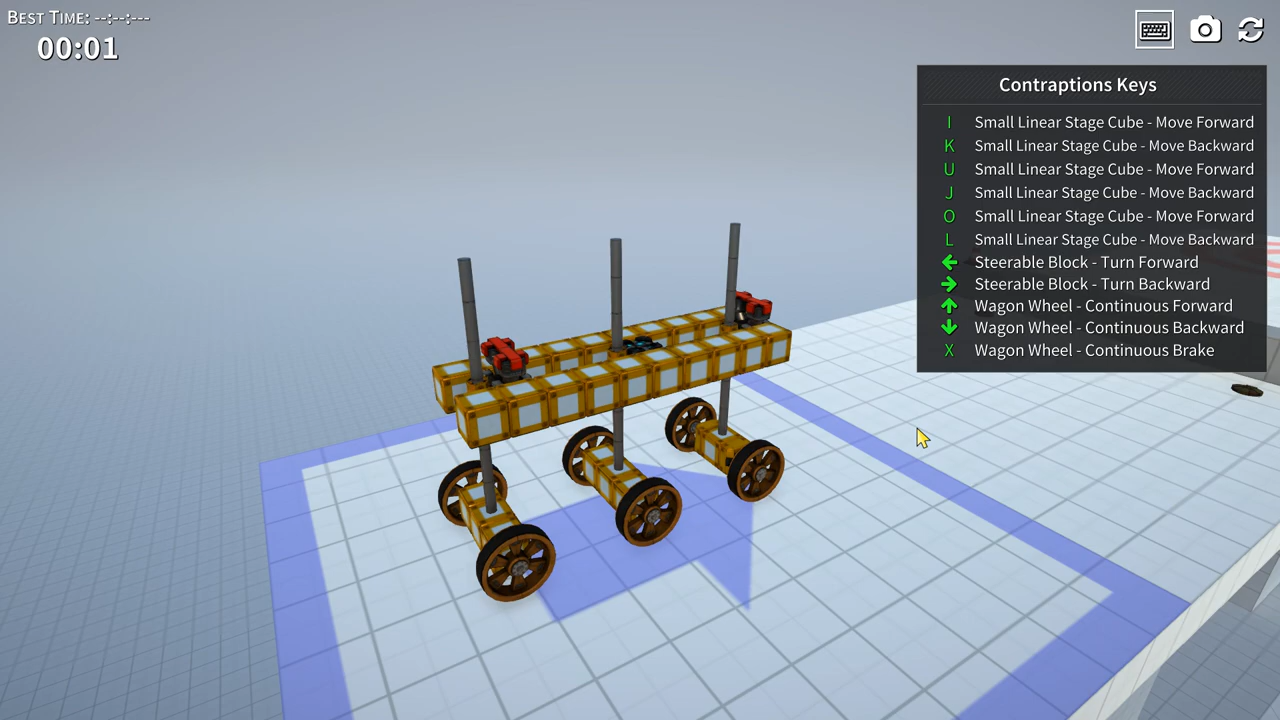 Best Time: --:--:---
00:01
Contraptions Keys
I Small Linear Stage Cube - Move Forward
K Small Linear Stage Cube - Move Backward
U Small Linear Stage Cube - Move Forward
J Small Linear Stage Cube - Move Backward
O Small Linear Stage Cube - Move Forward
L Small Linear Stage Cube - Move Backward
← Steerable Block - Turn Forward
→ Steerable Block - Turn Backward
↑ Wagon Wheel - Continuous Forward
↓ Wagon Wheel - Continuous Backward
X Wagon Wheel - Continuous Brake